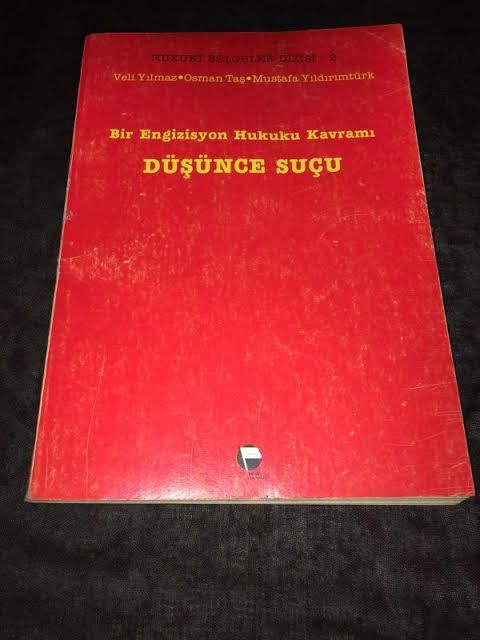 HUKUKİ BELGELER DİZİSİ 2
Veli Yılmaz•Osman Taş•Mustafa Yıldırımtürk
Bir Engizisyon Hukuku Kavramı
DÜŞÜNCE SUÇU